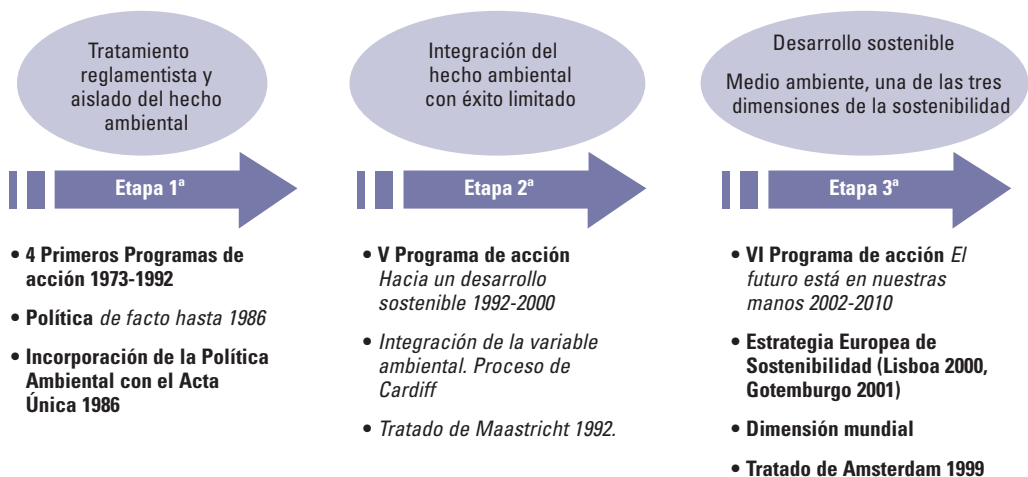 Tratamiento
reglamentista y
aislado del hecho
ambiental
Etapa 1ª
• 4 Primeros Programas de
acción 1973-1992
• Política de facto hasta 1986
• Incorporación de la Política
Ambiental con el Acta
Única 1986
Integración del
hecho ambiental
con éxito limitado
Etapa 2ª
• V Programa de acción
Hacia un desarrollo
sostenible 1992-2000
• Integración de la variable
ambiental. Proceso de
Cardiff
• Tratado de Maastricht 1992.
Desarrollo sostenible
Medio ambiente, una de las tres
dimensiones de la sostenibilidad
Etapa 3ª
• VI Programa de acción El
futuro está en nuestras
manos 2002-2010
• Estrategia Europea de
Sostenibilidad (Lisboa 2000,
Gotemburgo 2001)
• Dimensión mundial
• Tratado de Amsterdam 1999